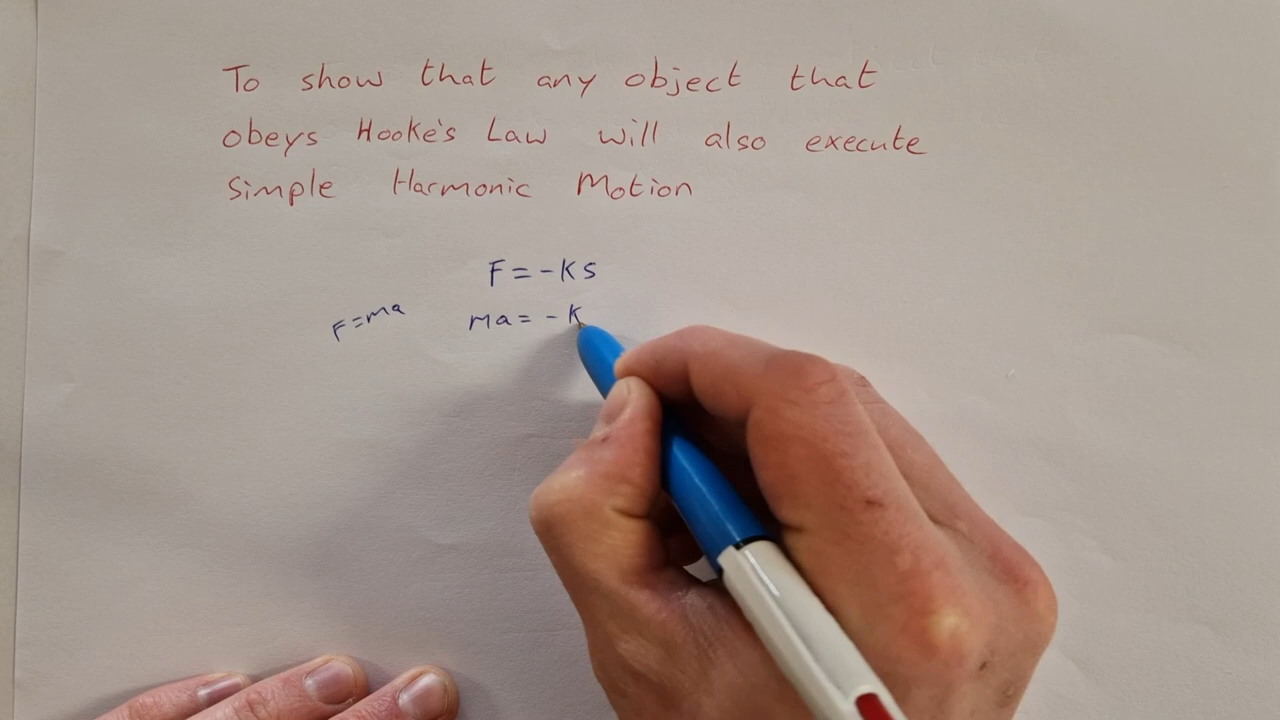 To show that any object that
obeys Hooke's Law will also execute
Simple Harmonic Motion
F = -KS
F=ma
ma = - K